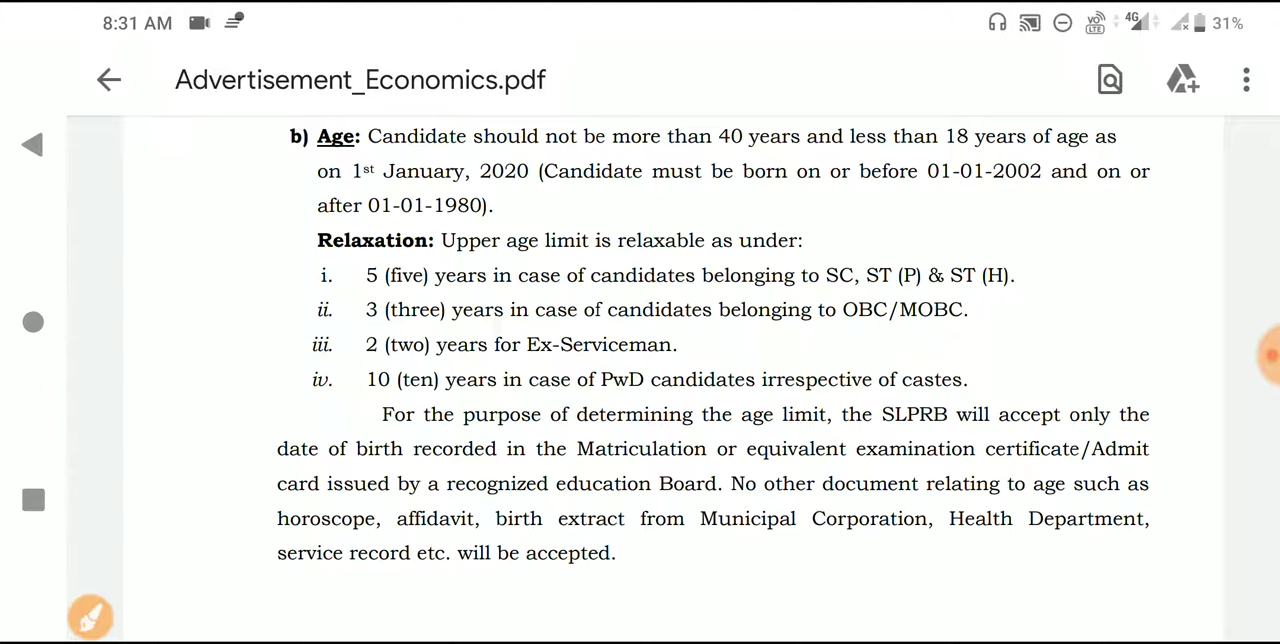 8:31 AM
VO LTE 4G 31%
Advertisement_Economics.pdf
b) Age: Candidate should not be more than 40 years and less than 18 years of age as
on 1st January, 2020 (Candidate must be born on or before 01-01-2002 and on or
after 01-01-1980).
Relaxation: Upper age limit is relaxable as under:
i. 5 (five) years in case of candidates belonging to SC, ST (P) & ST (H).
ii. 3 (three) years in case of candidates belonging to OBC/MOBC.
iii. 2 (two) years for Ex-Serviceman.
iv. 10 (ten) years in case of PwD candidates irrespective of castes.
For the purpose of determining the age limit, the SLPRB will accept only the
date of birth recorded in the Matriculation or equivalent examination certificate/Admit
card issued by a recognized education Board. No other document relating to age such as
horoscope, affidavit, birth extract from Municipal Corporation, Health Department,
service record etc. will be accepted.